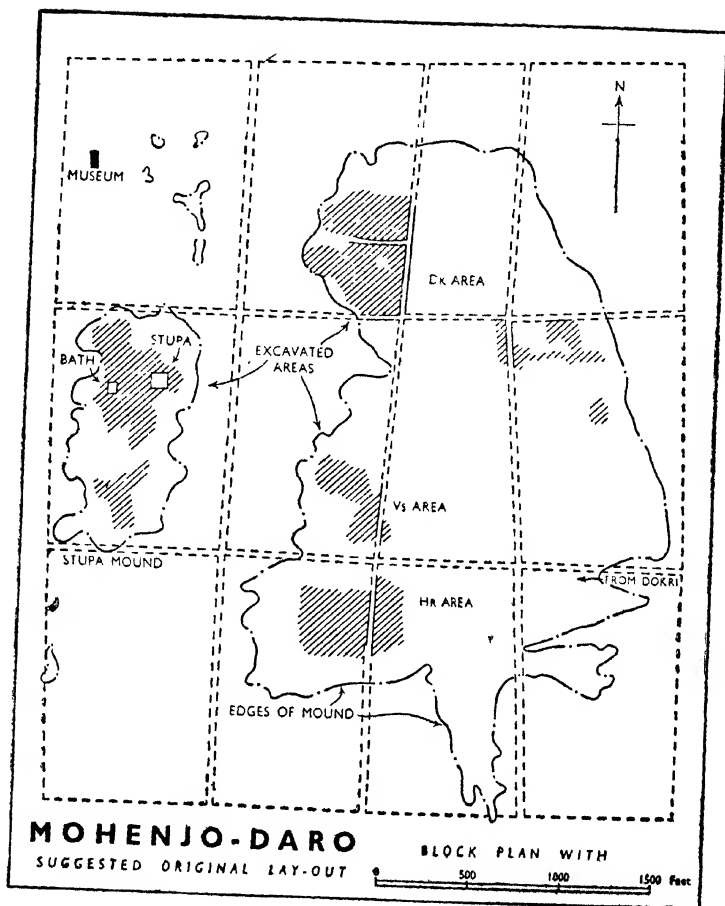 N
MUSEUM
DK AREA
STUPA
BATH
EXCAVATED
AREAS
VS AREA
STUPA MOUND
FROM DOKRI
HR AREA
EDGES OF MOUND
MOHENJO-DARO
BLOCK PLAN WITH
SUGGESTED ORIGINAL LAY-OUT
0 500 1000 1500 Feet